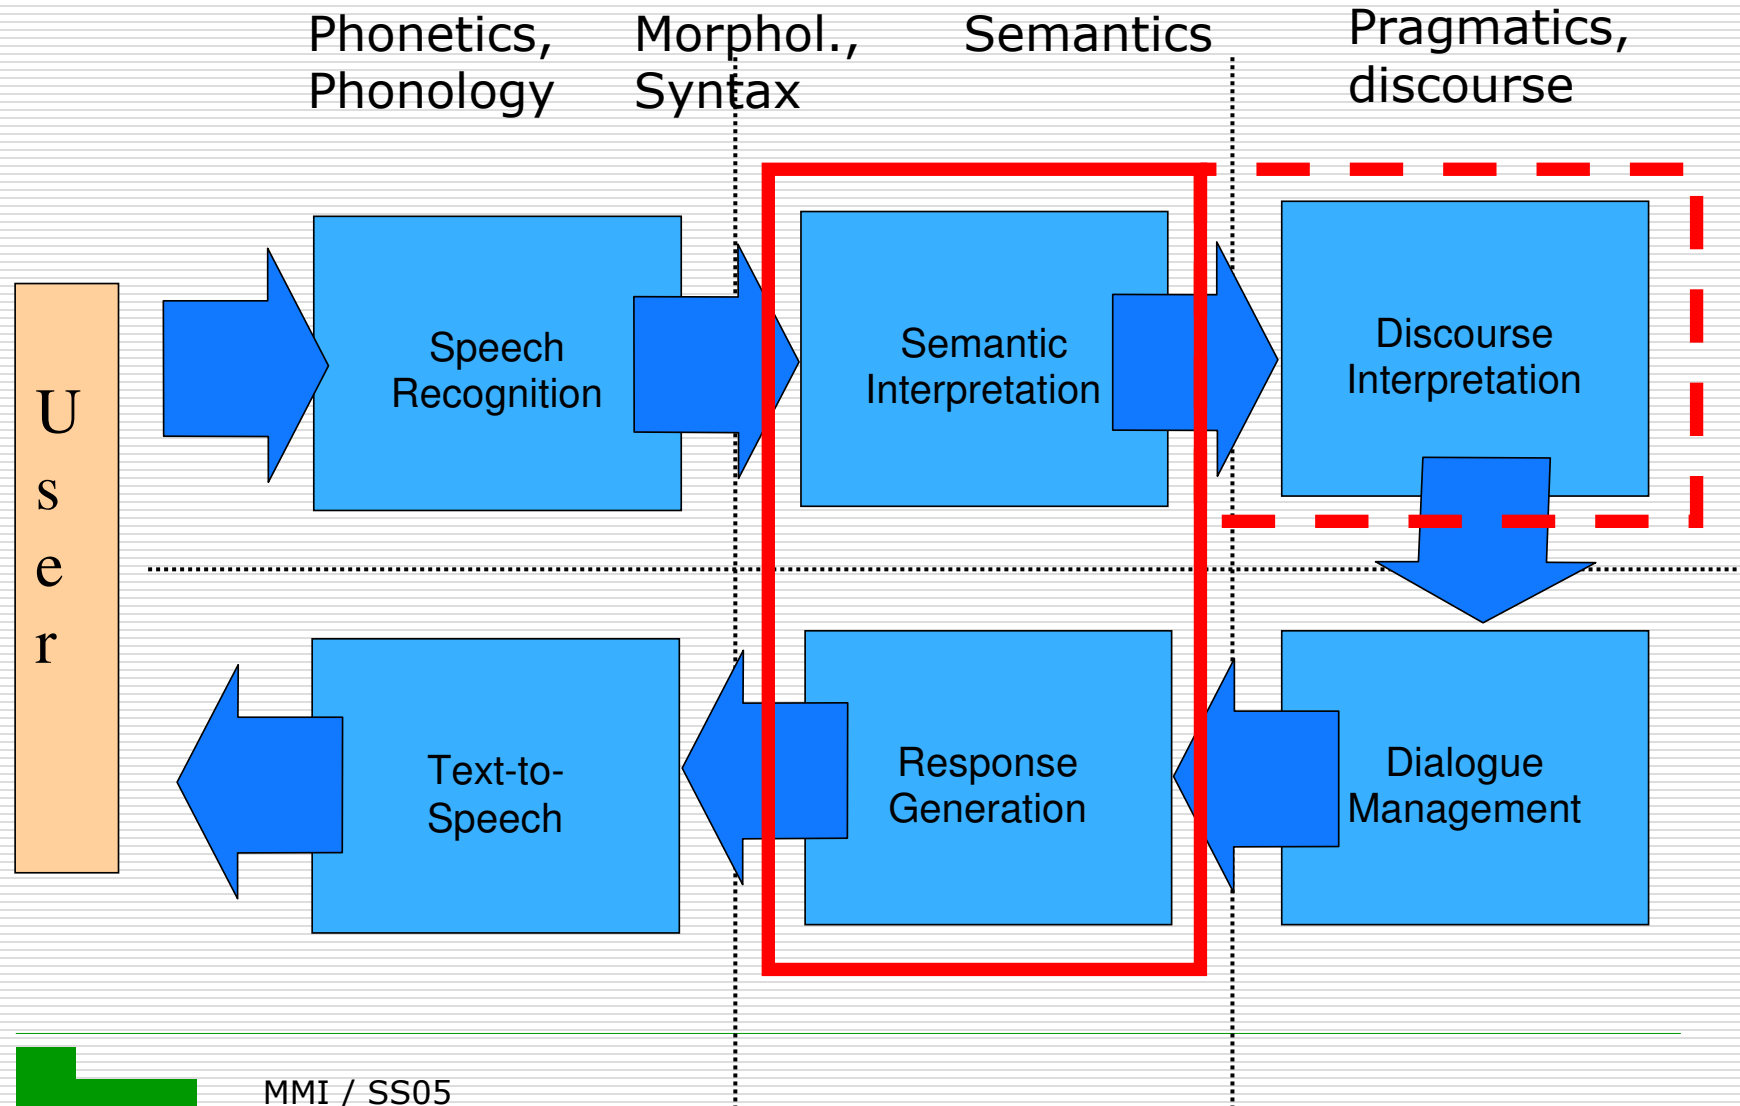 Phonetics,
Phonology
Morphol.,
Syntax
Semantics
Pragmatics,
discourse
U
s
e
r
Speech
Recognition
Semantic
Interpretation
Discourse
Interpretation
Text-to-
Speech
Response
Generation
Dialogue
Management
MMI / SS05